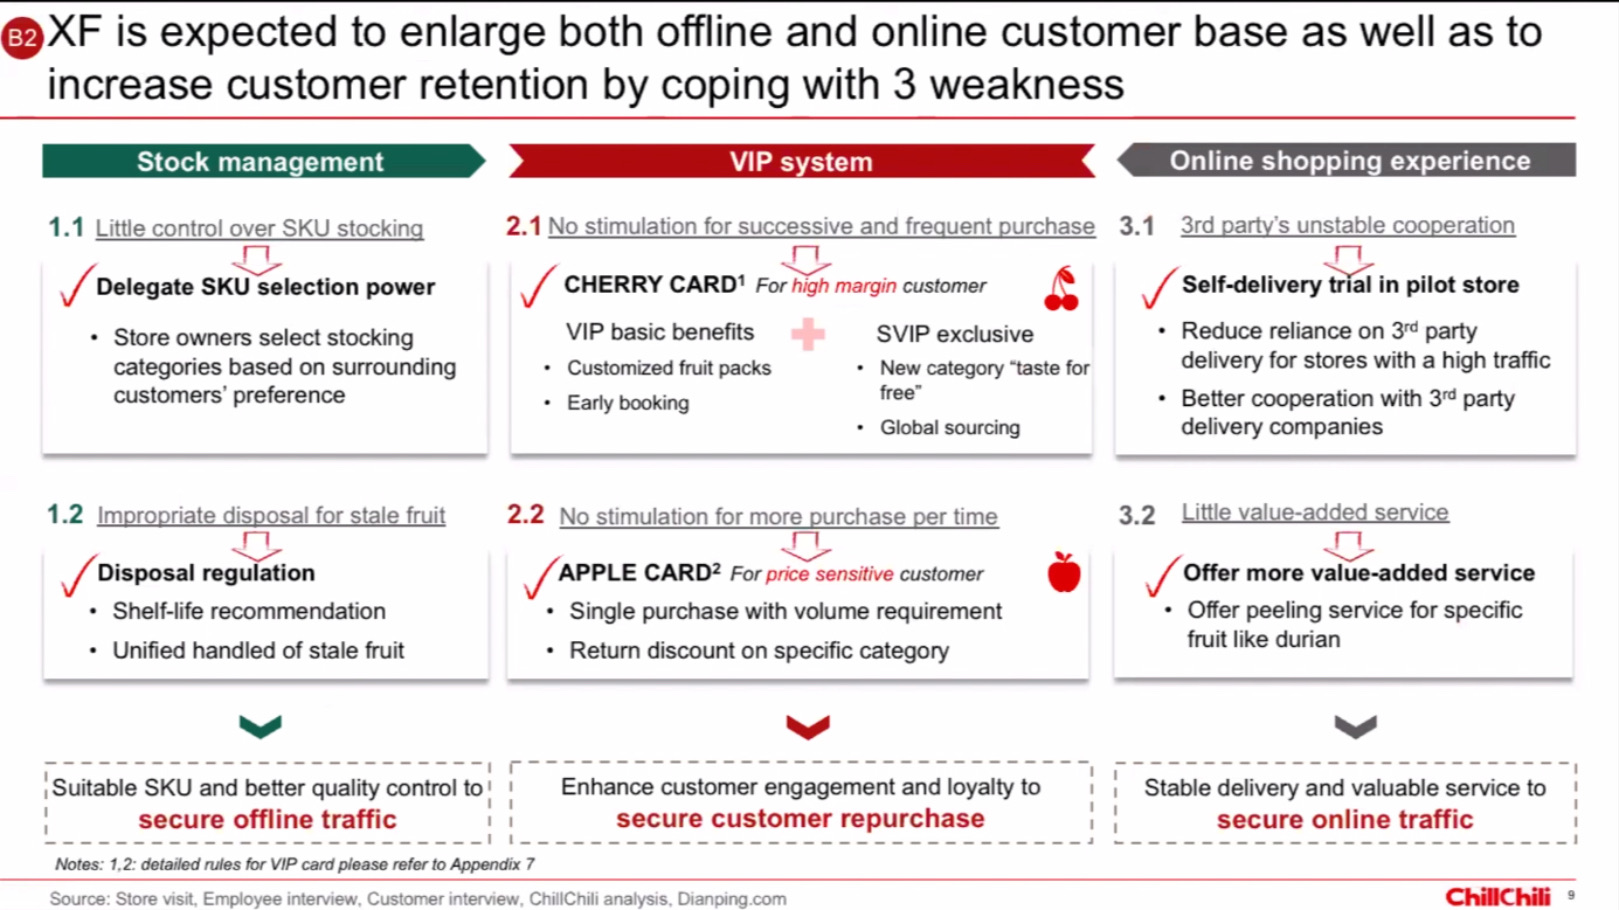 B2 XF is expected to enlarge both offline and online customer base as well as to
increase customer retention by coping with 3 weakness
Stock management
VIP system
Online shopping experience
1.1 Little control over SKU stocking
Delegate SKU selection power
• Store owners select stocking
categories based on surrounding
customers’ preference
2.1 No stimulation for successive and frequent purchase
CHERRY CARD¹ For high margin customer
VIP basic benefits
• Customized fruit packs
• Early booking
SVIP exclusive
• New category “taste for
free”
• Global sourcing
3.1 3rd party’s unstable cooperation
Self-delivery trial in pilot store
• Reduce reliance on 3rd party
delivery for stores with a high traffic
• Better cooperation with 3rd party
delivery companies
1.2 Impropriate disposal for stale fruit
Disposal regulation
• Shelf-life recommendation
• Unified handled of stale fruit
2.2 No stimulation for more purchase per time
APPLE CARD² For price sensitive customer
• Single purchase with volume requirement
• Return discount on specific category
3.2 Little value-added service
Offer more value-added service
• Offer peeling service for specific
fruit like durian
Suitable SKU and better quality control to
secure offline traffic
Enhance customer engagement and loyalty to
secure customer repurchase
Stable delivery and valuable service to
secure online traffic
Notes: 1,2: detailed rules for VIP card please refer to Appendix 7
Source: Store visit, Employee interview, Customer interview, ChillChili analysis, Dianping.com
ChillChili 9